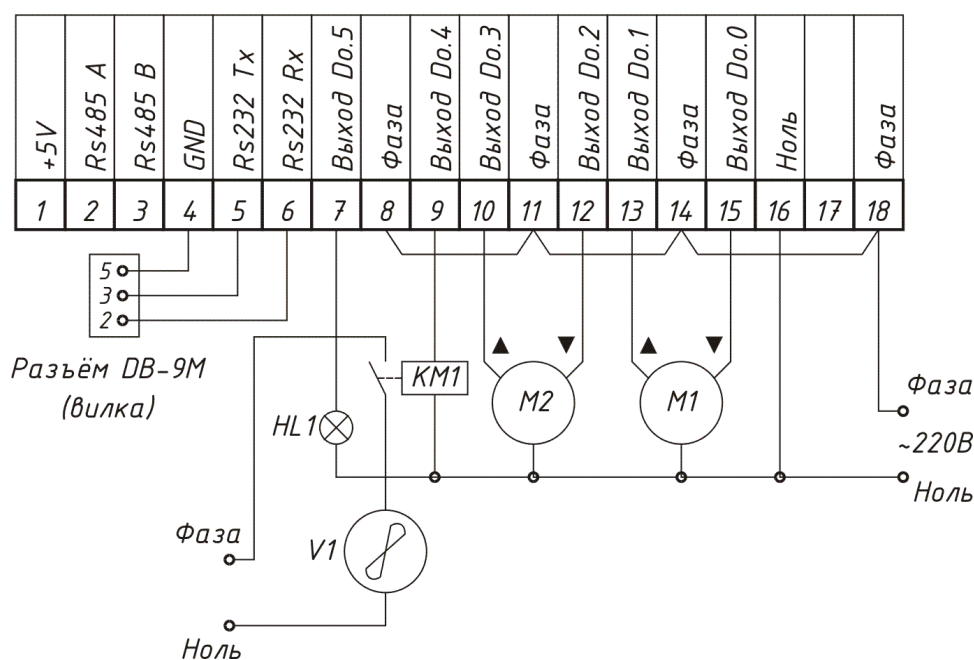 +5V
Rs485 A
Rs485 B
GND
Rs232 Tx
Rs232 Rx
Выход Do.5
Фаза
Выход Do.4
Выход Do.3
Фаза
Выход Do.2
Выход Do.1
Фаза
Выход Do.0
Ноль
Фаза
1 2 3 4 5 6 7 8 9 10 11 12 13 14 15 16 17 18
5
3
2
Разъём DB-9M
(вилка)
KM1
HL1
M2
M1
Фаза
~220В
Ноль
Фаза
V1
Ноль